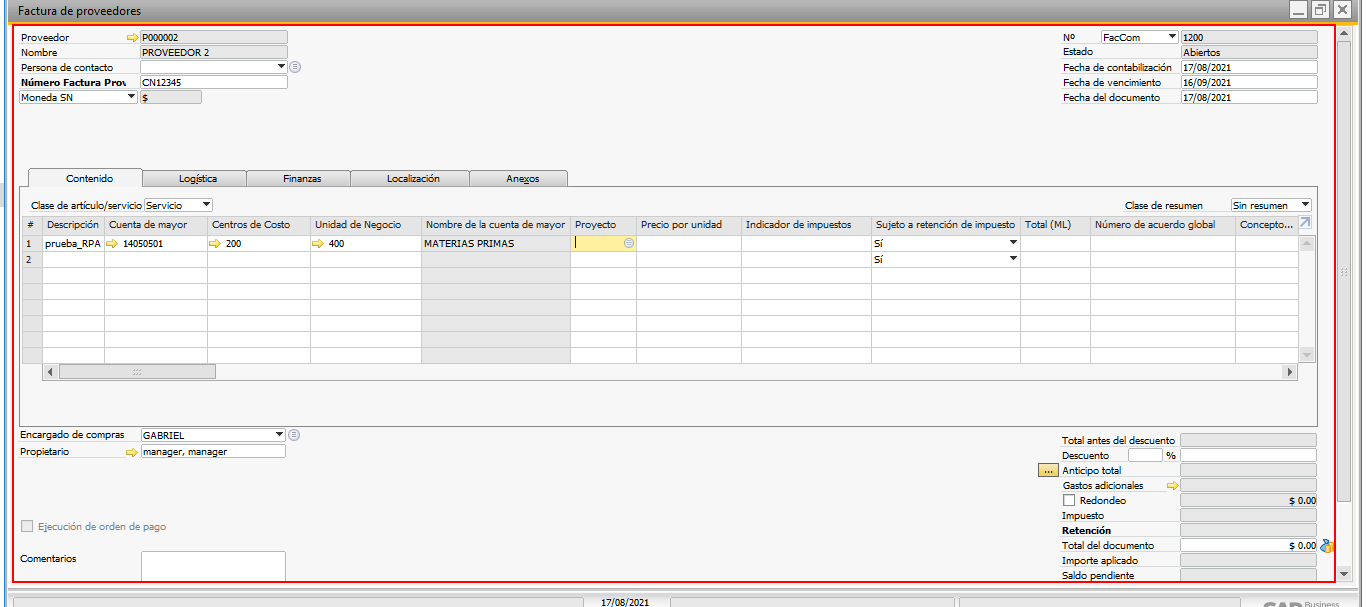 Factura de proveedores
Proveedor P000002
Nombre PROVEEDOR 2
Persona de contacto
Número Factura Prov CN12345
Moneda SN $
Nº FacCom 1200
Estado Abiertos
Fecha de contabilización 17/08/2021
Fecha de vencimiento 16/09/2021
Fecha del documento 17/08/2021
Contenido Logística Finanzas Localización Anexos
Clase de artículo/servicio Servicio Clase de resumen Sin resumen
# Descripción Cuenta de mayor Centros de Costo Unidad de Negocio Nombre de la cuenta de mayor Proyecto Precio por unidad Indicador de impuestos Sujeto a retención de impuesto Total (ML) Número de acuerdo global Concepto...
1 prueba_RPA 14050501 200 400 MATERIAS PRIMAS Sí
2 Sí
Encargado de compras GABRIEL
Propietario manager, manager
Ejecución de orden de pago
Comentarios
Total antes del descuento
Descuento %
... Anticipo total
Gastos adicionales
Redondeo $ 0.00
Impuesto
Retención
Total del documento $ 0.00
Importe aplicado
Saldo pendiente
17/08/2021
Business